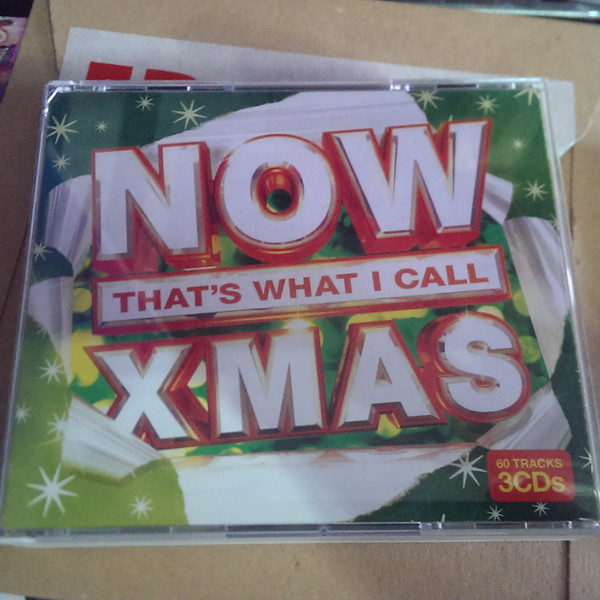 NOW
THAT'S WHAT I CALL
XMAS
60 TRACKS
3CDs